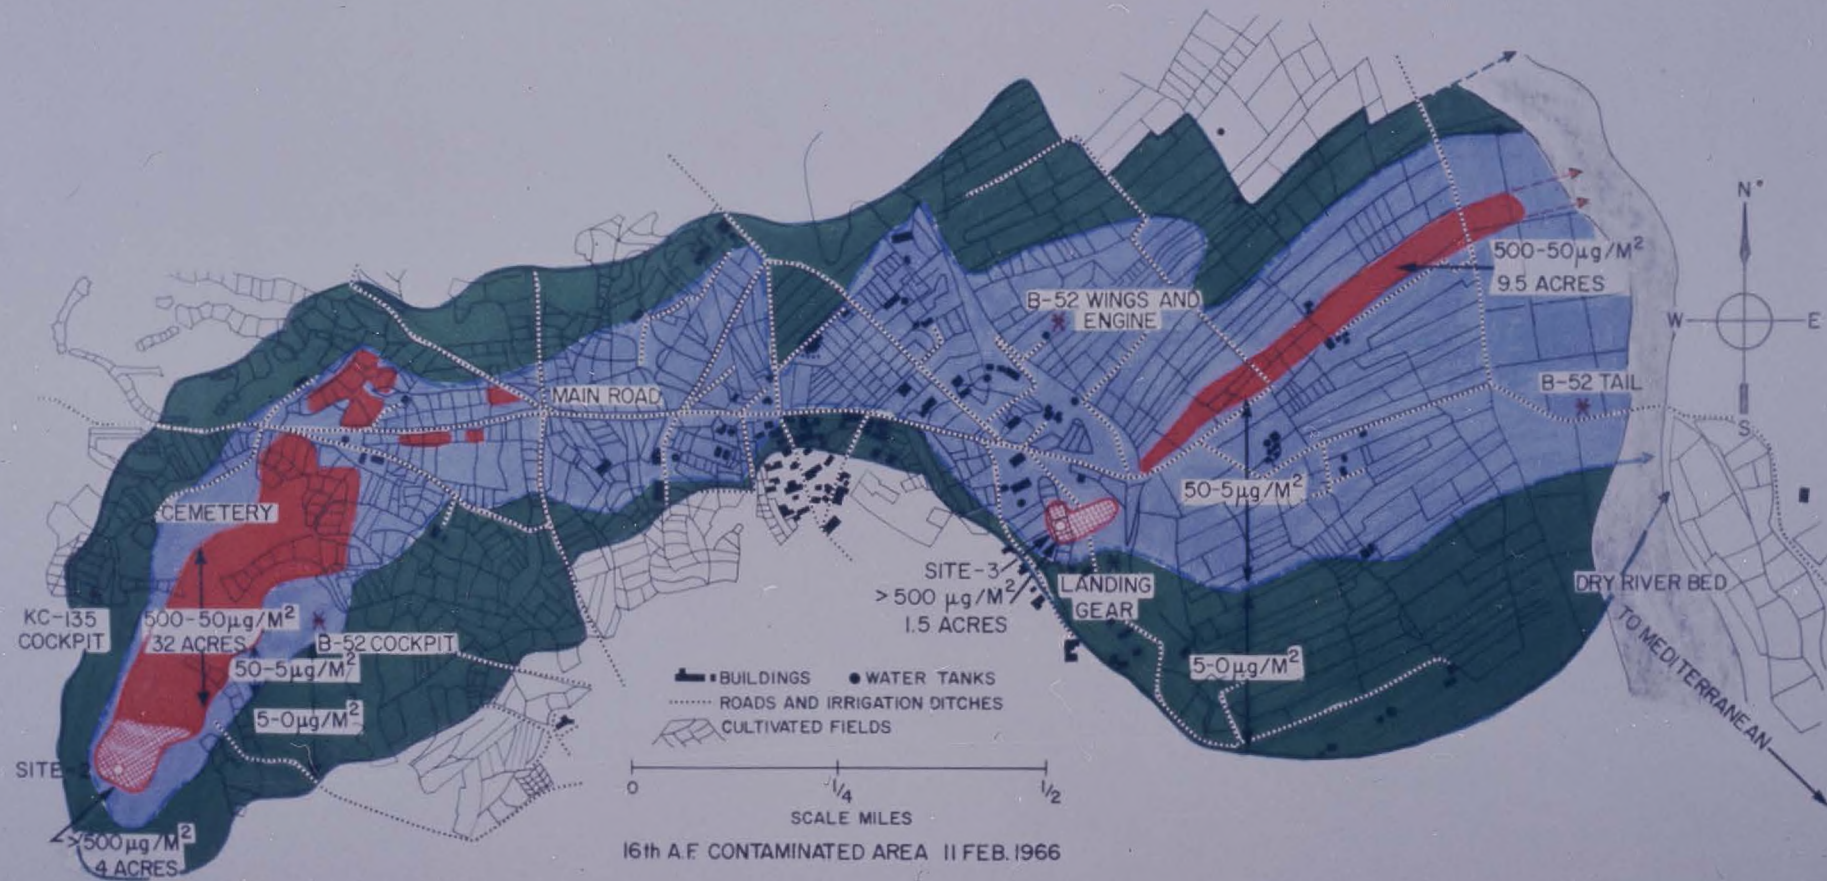 N°
W
E
S
500-50µg/M²
9.5 ACRES
B-52 WINGS AND
ENGINE
B-52 TAIL
MAIN ROAD
CEMETERY
50-5µg/M²
SITE-3
>500 µg/M²
1.5 ACRES
LANDING
GEAR
DRY RIVER BED
TO MEDITERRANEAN
KC-135
COCKPIT
500-50µg/M²
32 ACRES
B-52 COCKPIT
50-5µg/M²
5-0µg/M²
5-0µg/M²
SITE-2
>500µg/M²
4 ACRES
BUILDINGS
WATER TANKS
ROADS AND IRRIGATION DITCHES
CULTIVATED FIELDS
0
1/4
1/2
SCALE MILES
16th A.F. CONTAMINATED AREA 11 FEB. 1966